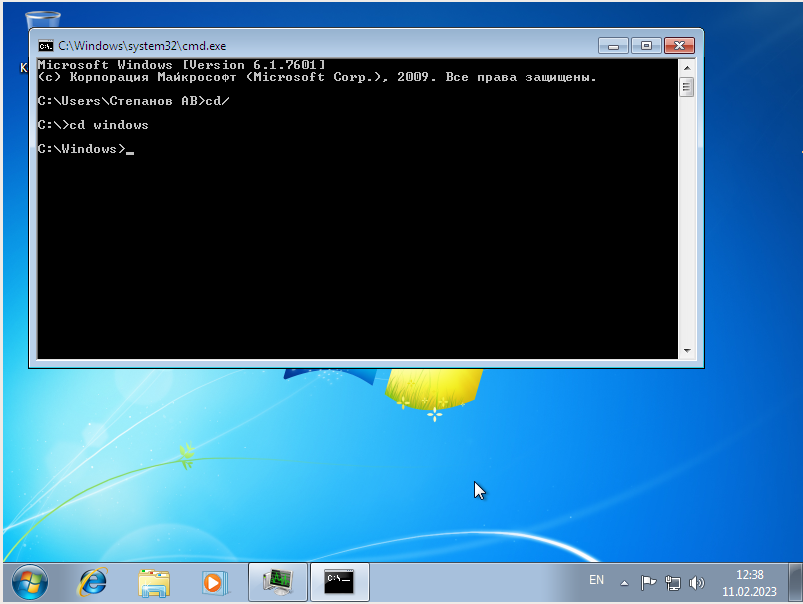 C:\Windows\system32\cmd.exe
Microsoft Windows [Version 6.1.7601]
(c) Корпорация Майкрософт (Microsoft Corp.), 2009. Все права защищены.
C:\Users\Степанов АВ>cd/
C:\>cd windows
C:\Windows>_
К
EN
12:38
11.02.2023